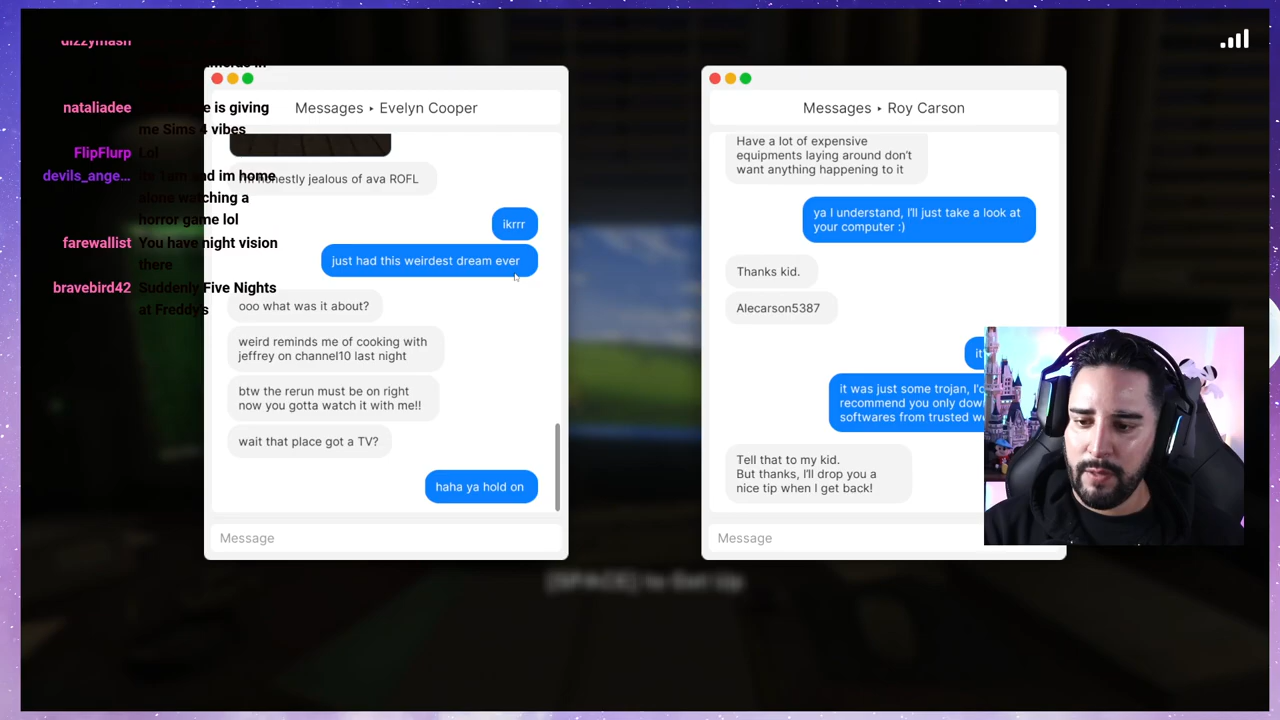 dizzymash
nataliadee
e is giving
me Sims 4 vibes
FlipFlurp
Lol
devils_ange...
its 1am and im home
alone watching a
horror game lol
farewallist
You have night vision
there
bravebird42
Suddenly Five Nights
at Freddys
Messages ‣ Evelyn Cooper
honestly jealous of ava ROFL
ikrrr
just had this weirdest dream ever
ooo what was it about?
weird reminds me of cooking with
jeffrey on channel10 last night
btw the rerun must be on right
now you gotta watch it with me!!
wait that place got a TV?
haha ya hold on
Message
Messages ‣ Roy Carson
Have a lot of expensive
equipments laying around don't
want anything happening to it
ya I understand, I'll just take a look at
your computer :)
Thanks kid.
Alecarson5387
it was just some trojan,
recommend you only
softwares from trusted
Tell that to my kid.
But thanks, I'll drop you a
nice tip when I get back!
Message
[SPACE] to Get Up